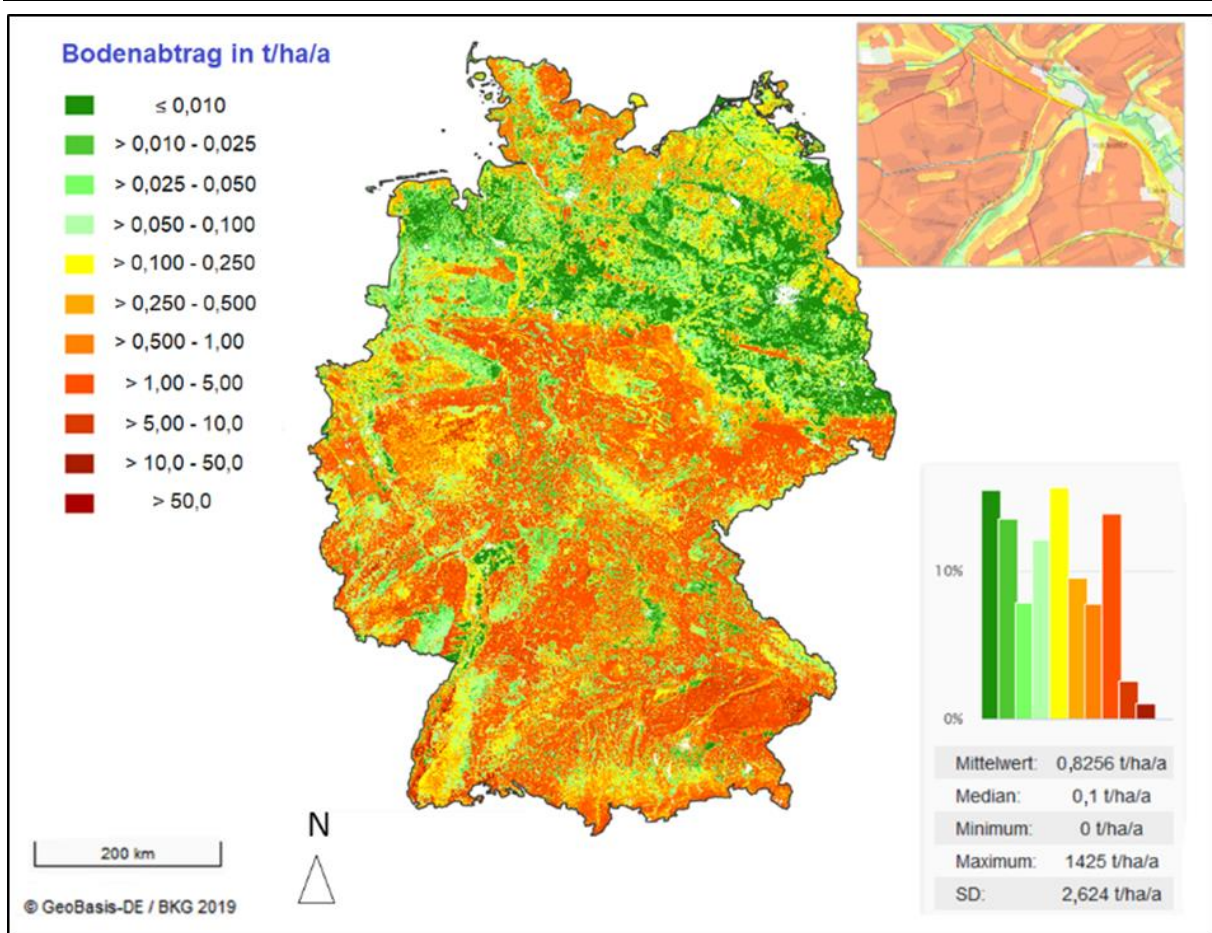 Bodenabtrag in t/ha/a
≤ 0,010
> 0,010 - 0,025
> 0,025 - 0,050
> 0,050 - 0,100
> 0,100 - 0,250
> 0,250 - 0,500
> 0,500 - 1,00
> 1,00 - 5,00
> 5,00 - 10,0
> 10,0 - 50,0
> 50,0
200 km
N
© GeoBasis-DE / BKG 2019
10%
0%
Mittelwert: 0,8256 t/ha/a
Median: 0,1 t/ha/a
Minimum: 0 t/ha/a
Maximum: 1425 t/ha/a
SD: 2,624 t/ha/a